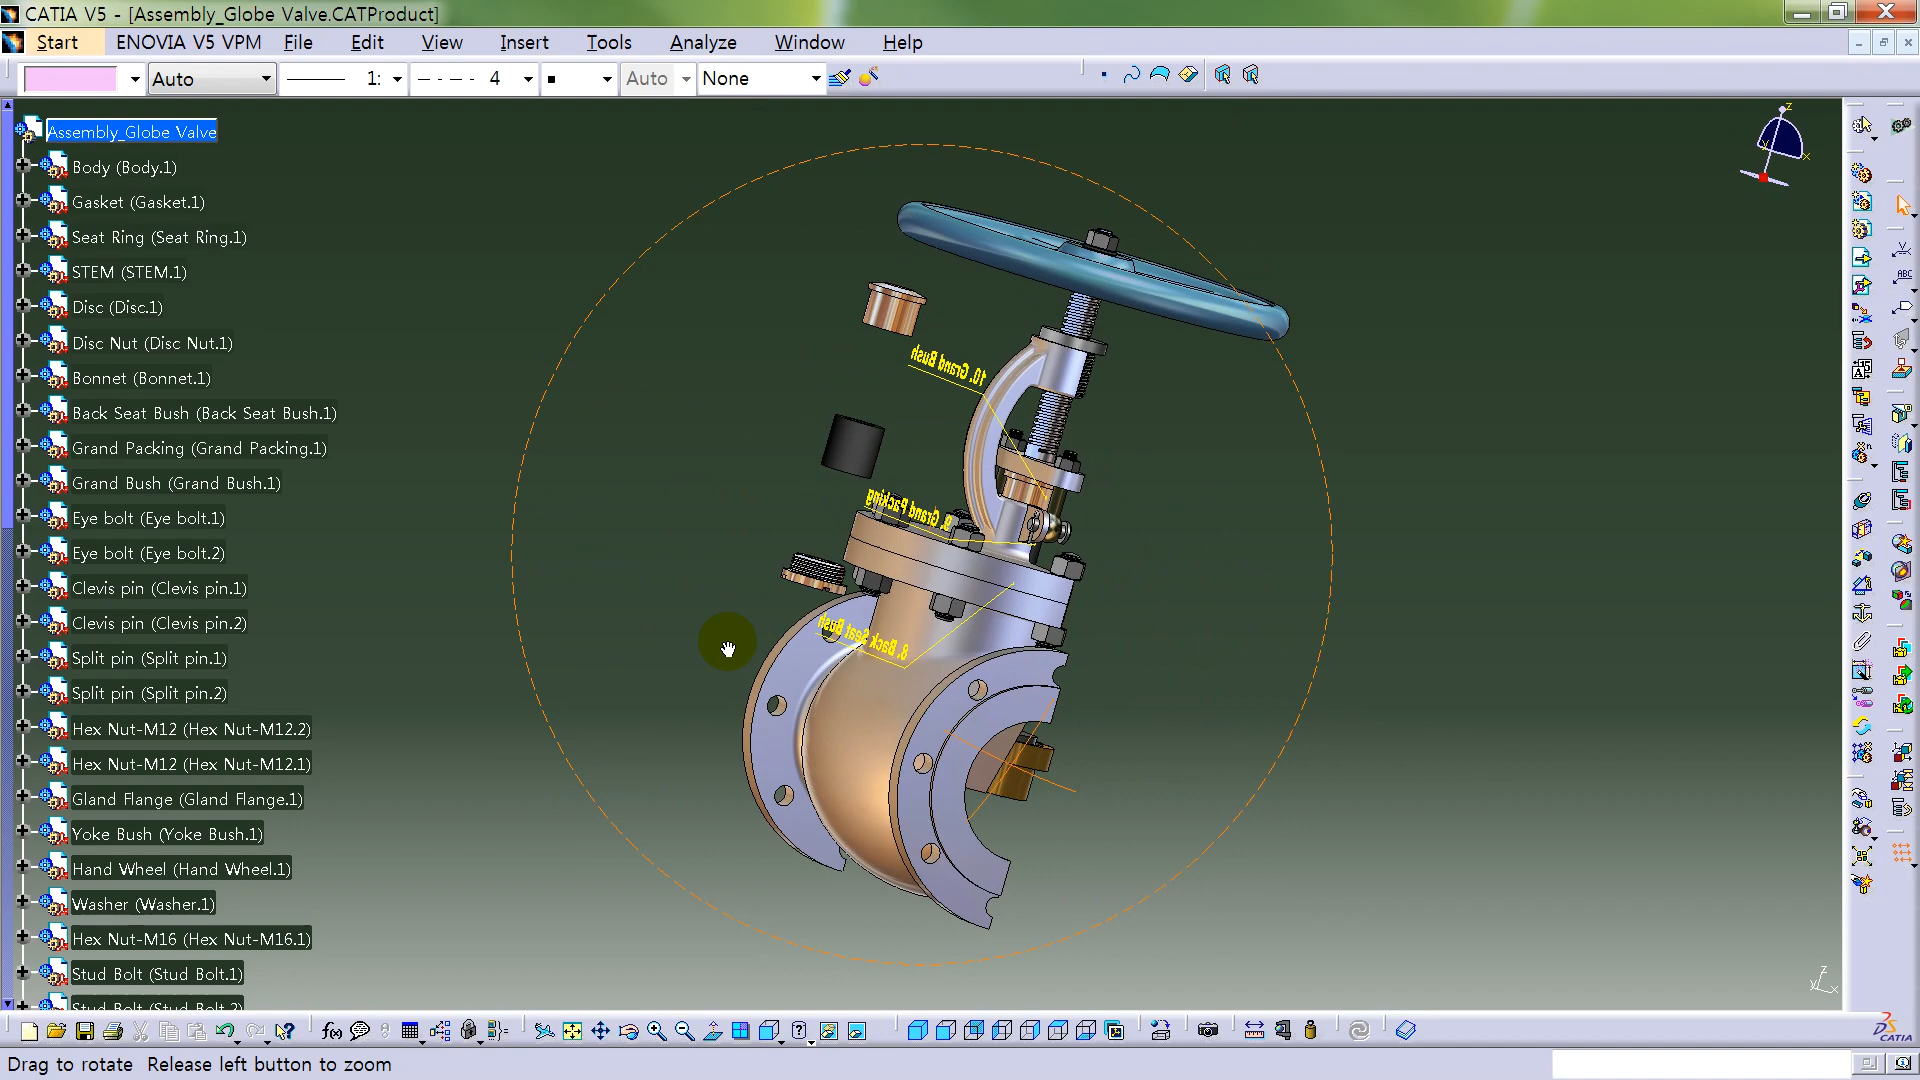 CATIA V5 - [Assembly_Globe Valve.CATProduct]
Start ENOVIA V5 VPM File Edit View Insert Tools Analyze Window Help
Auto 1: 4 Auto None
Assembly_Globe Valve
Body (Body.1)
Gasket (Gasket.1)
Seat Ring (Seat Ring.1)
STEM (STEM.1)
Disc (Disc.1)
Disc Nut (Disc Nut.1)
Bonnet (Bonnet.1)
Back Seat Bush (Back Seat Bush.1)
Grand Packing (Grand Packing.1)
Grand Bush (Grand Bush.1)
Eye bolt (Eye bolt.1)
Eye bolt (Eye bolt.2)
Clevis pin (Clevis pin.1)
Clevis pin (Clevis pin.2)
Split pin (Split pin.1)
Split pin (Split pin.2)
Hex Nut-M12 (Hex Nut-M12.2)
Hex Nut-M12 (Hex Nut-M12.1)
Gland Flange (Gland Flange.1)
Yoke Bush (Yoke Bush.1)
Hand Wheel (Hand Wheel.1)
Washer (Washer.1)
Hex Nut-M16 (Hex Nut-M16.1)
Stud Bolt (Stud Bolt.1)
Stud Bolt (Stud Bolt.2)
10. Grand Bush
9. Grand Packing
8. Back Seat Bush
z
x
y
z
y x
ABC
f(x)
CATIA
Drag to rotate Release left button to zoom